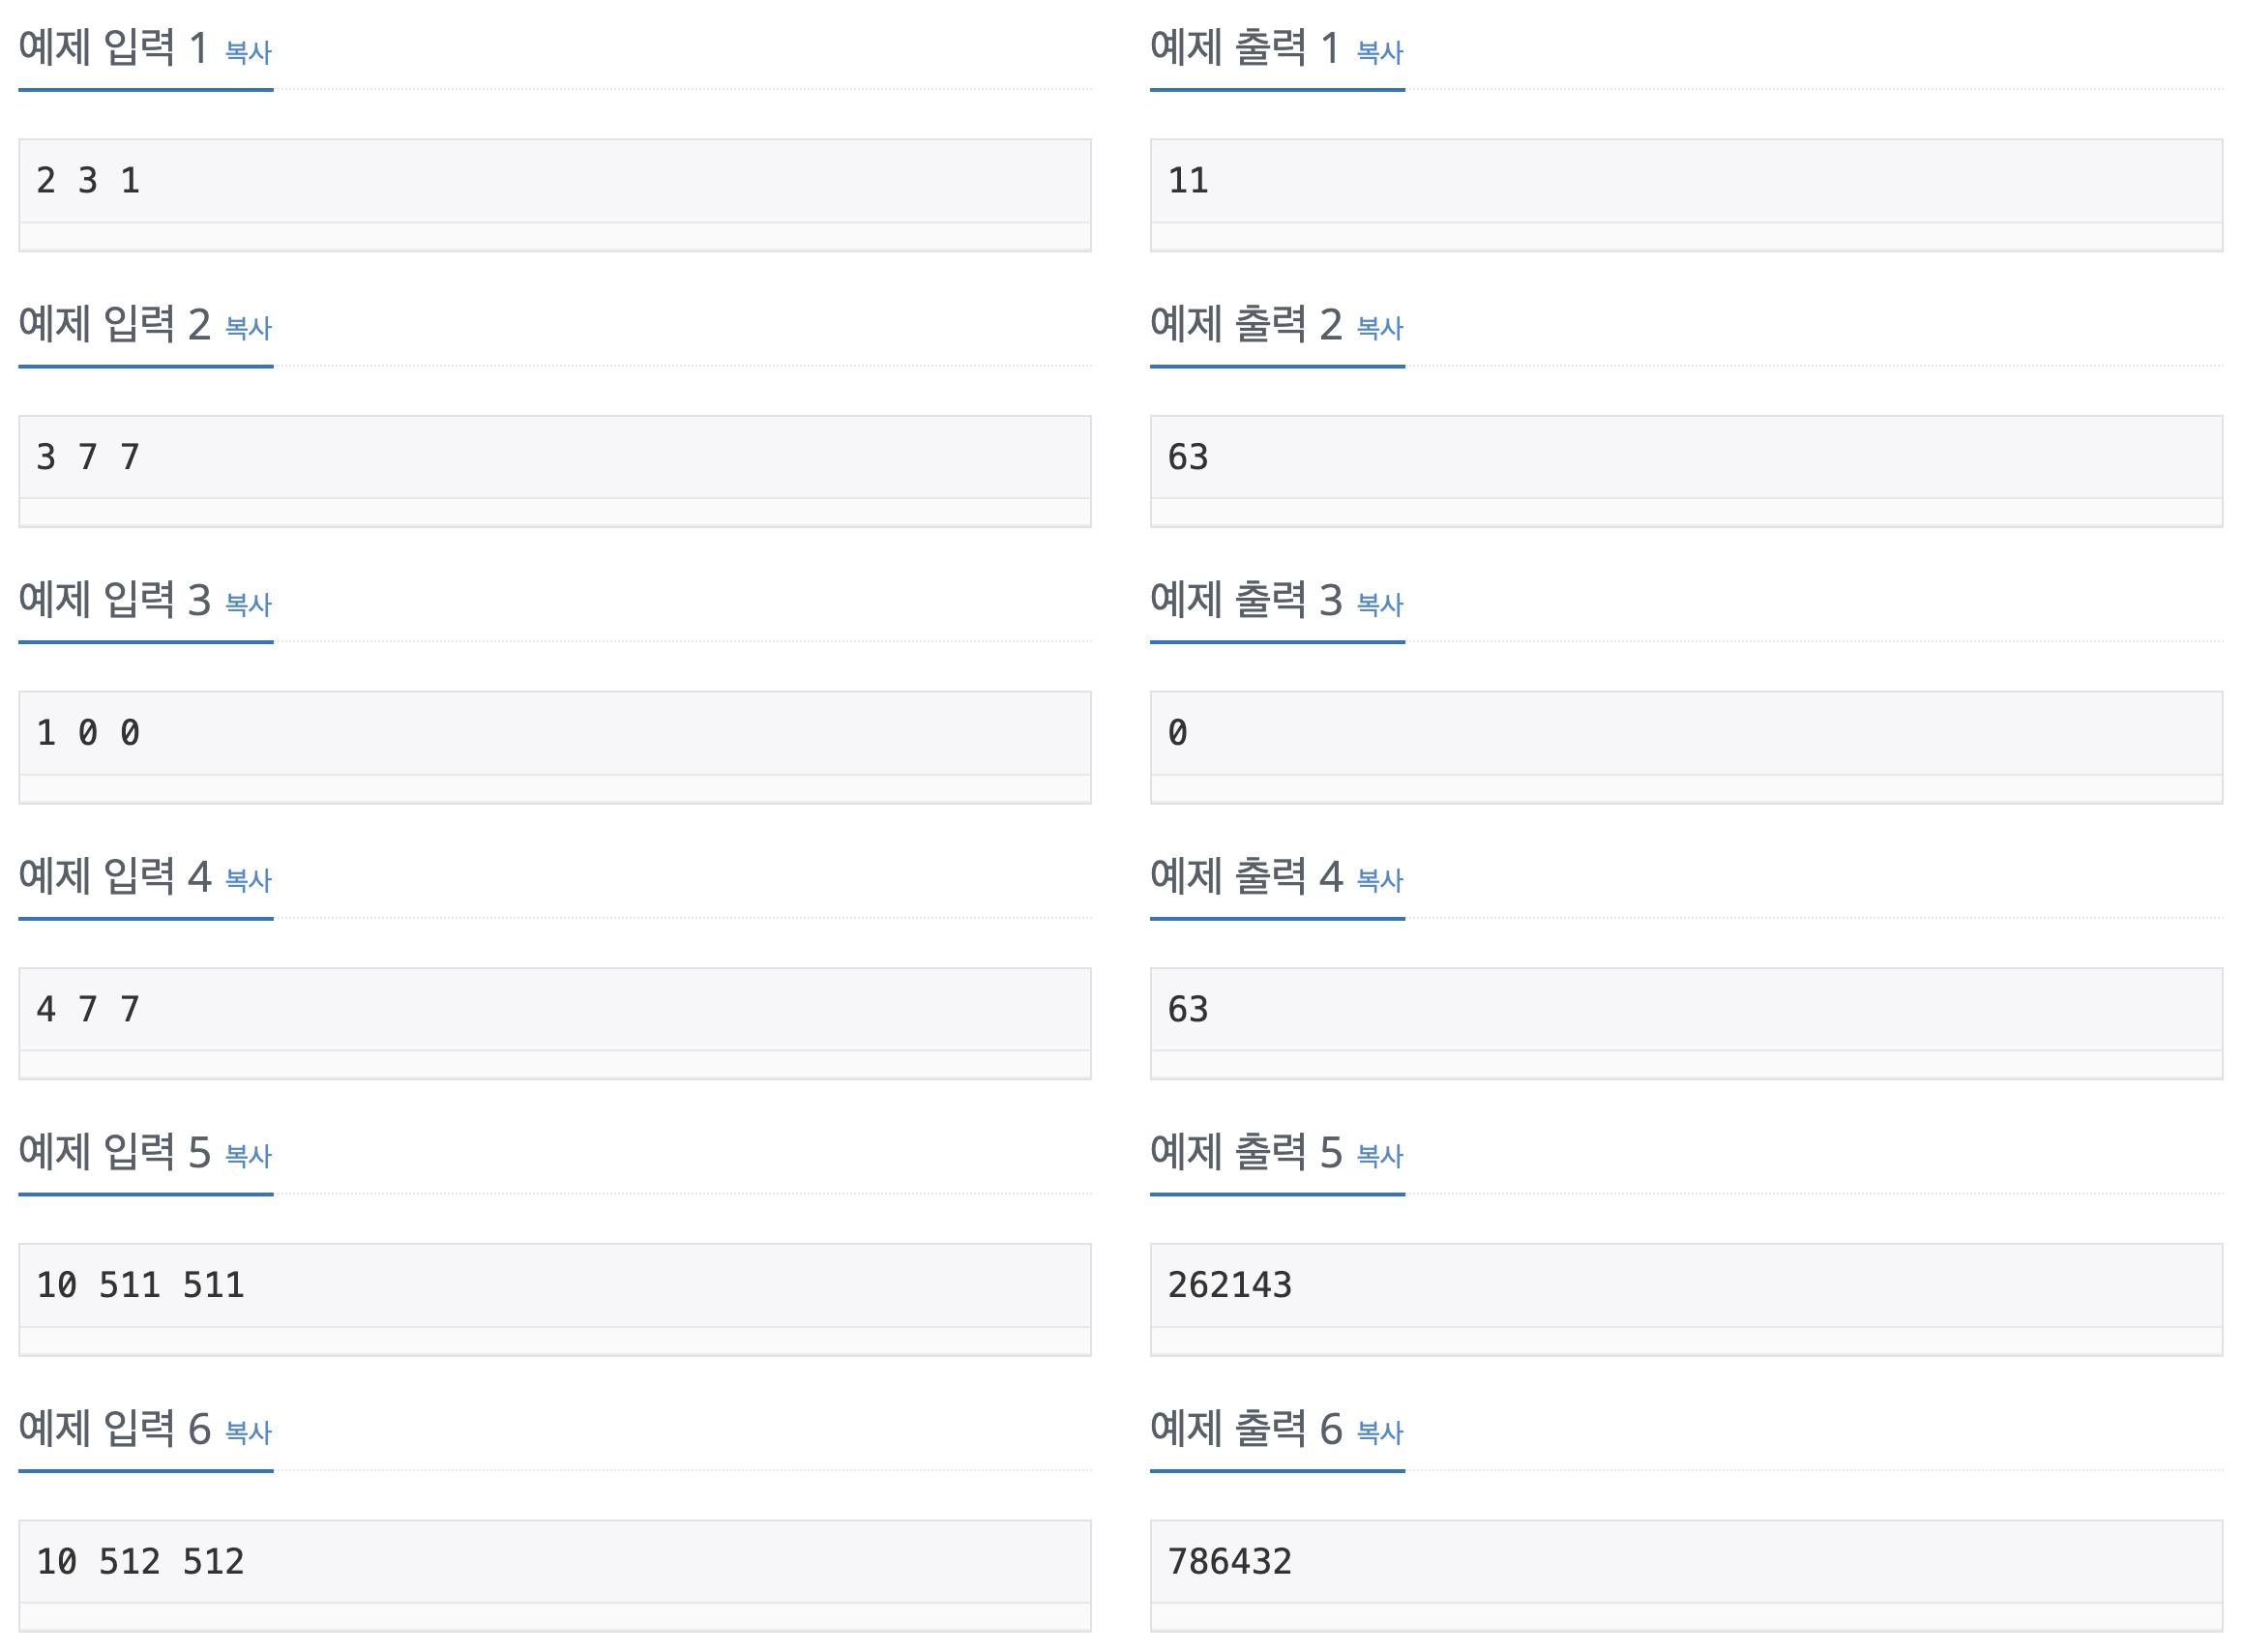 예제 입력 1 복사
예제 출력 1 복사
2 3 1
11
예제 입력 2 복사
예제 출력 2 복사
3 7 7
63
예제 입력 3 복사
예제 출력 3 복사
1 0 0
0
예제 입력 4 복사
예제 출력 4 복사
4 7 7
63
예제 입력 5 복사
예제 출력 5 복사
10 511 511
262143
예제 입력 6 복사
예제 출력 6 복사
10 512 512
786432